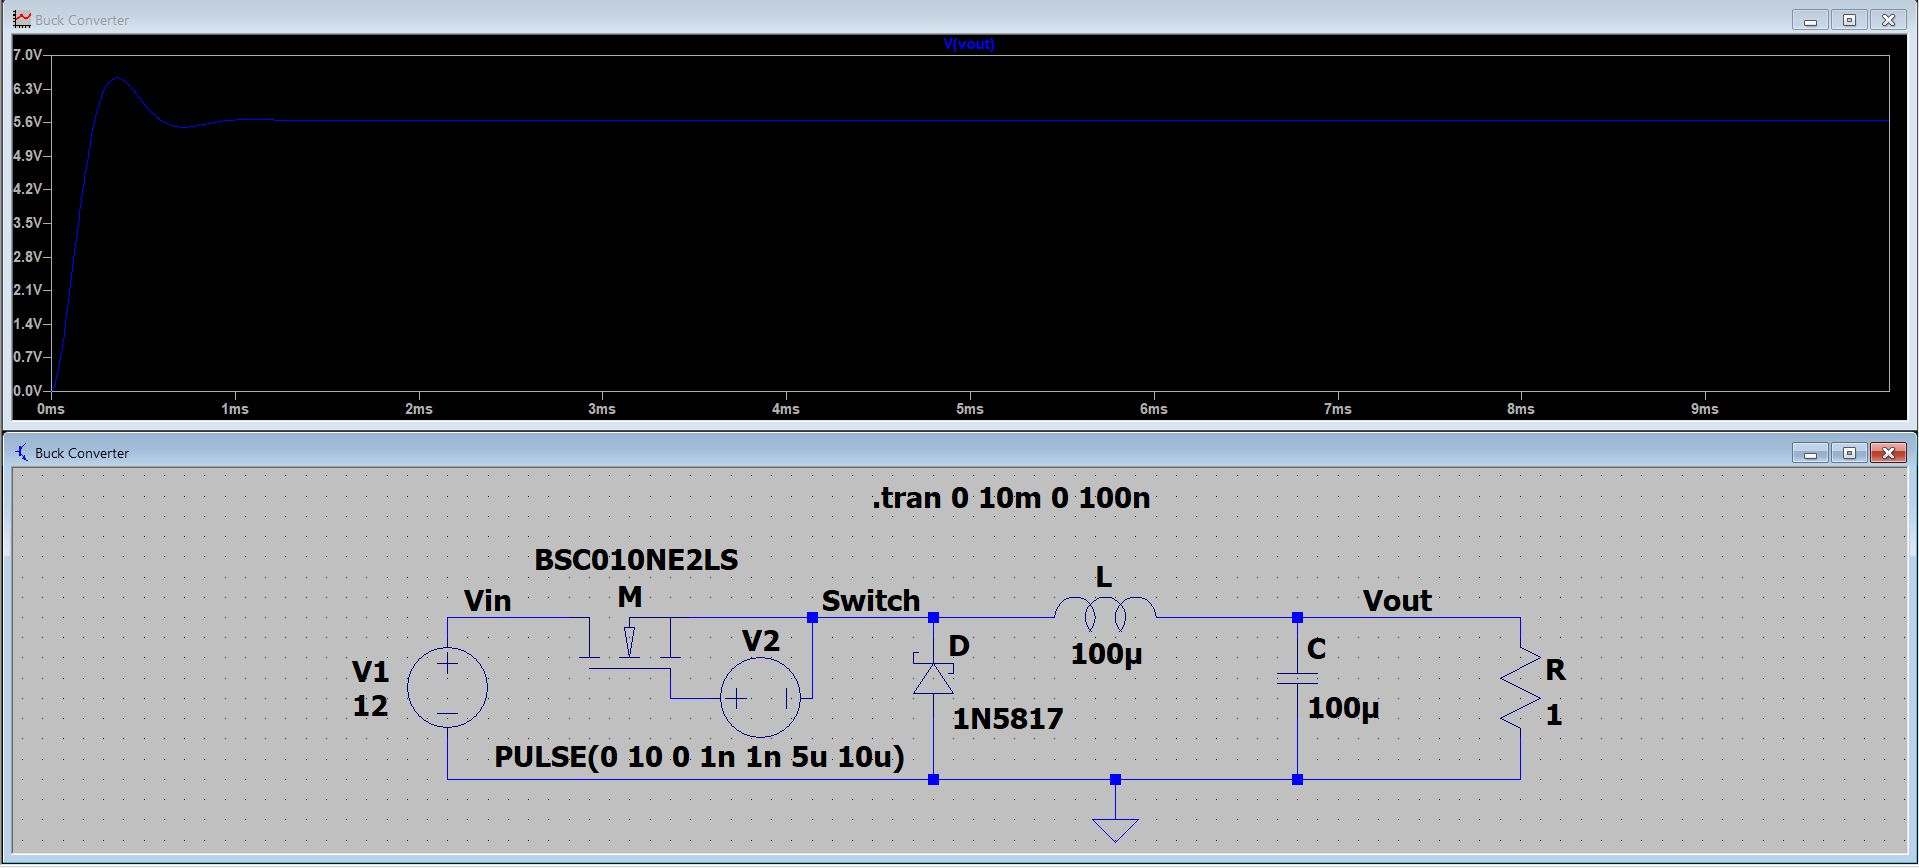 Buck Converter
V(vout)
7.0V
6.3V
5.6V
4.9V
4.2V
3.5V
2.8V
2.1V
1.4V
0.7V
0.0V
0ms 1ms 2ms 3ms 4ms 5ms 6ms 7ms 8ms 9ms
Buck Converter
.tran 0 10m 0 100n
BSC010NE2LS
M
Vin
Switch
L
Vout
V2
D
C
100µ
V1
12
R
1
1N5817
100µ
PULSE(0 10 0 1n 1n 5u 10u)